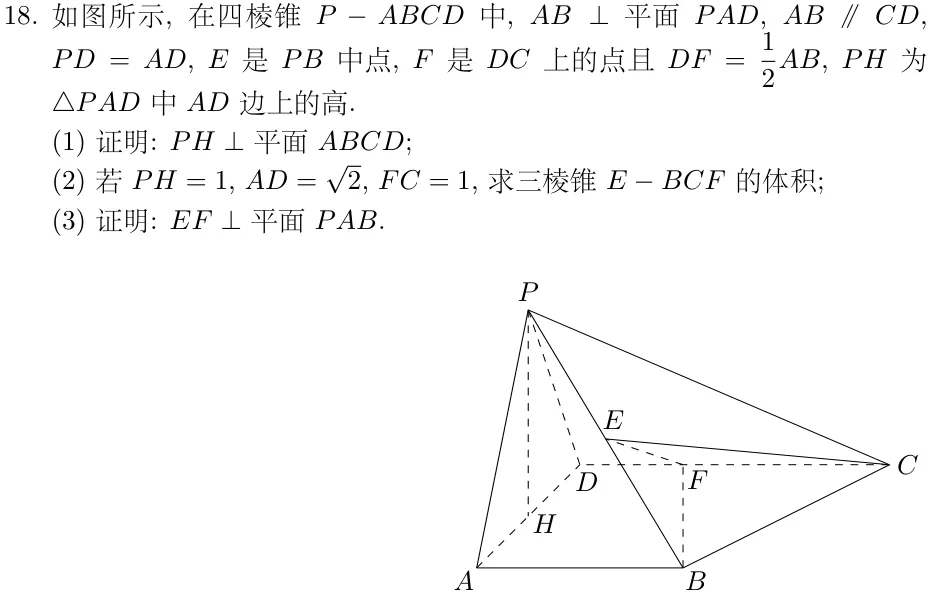 18. 如图所示, 在四棱锥 P − ABCD 中, AB ⊥ 平面 PAD, AB ∥ CD,
PD = AD, E 是 PB 中点, F 是 DC 上的点且 DF = \frac{1}{2}AB, PH 为
△PAD 中 AD 边上的高.
(1) 证明: PH ⊥ 平面 ABCD;
(2) 若 PH = 1, AD = √2, FC = 1, 求三棱锥 E − BCF 的体积;
(3) 证明: EF ⊥ 平面 PAB.
P
E
D
F
C
H
A
B